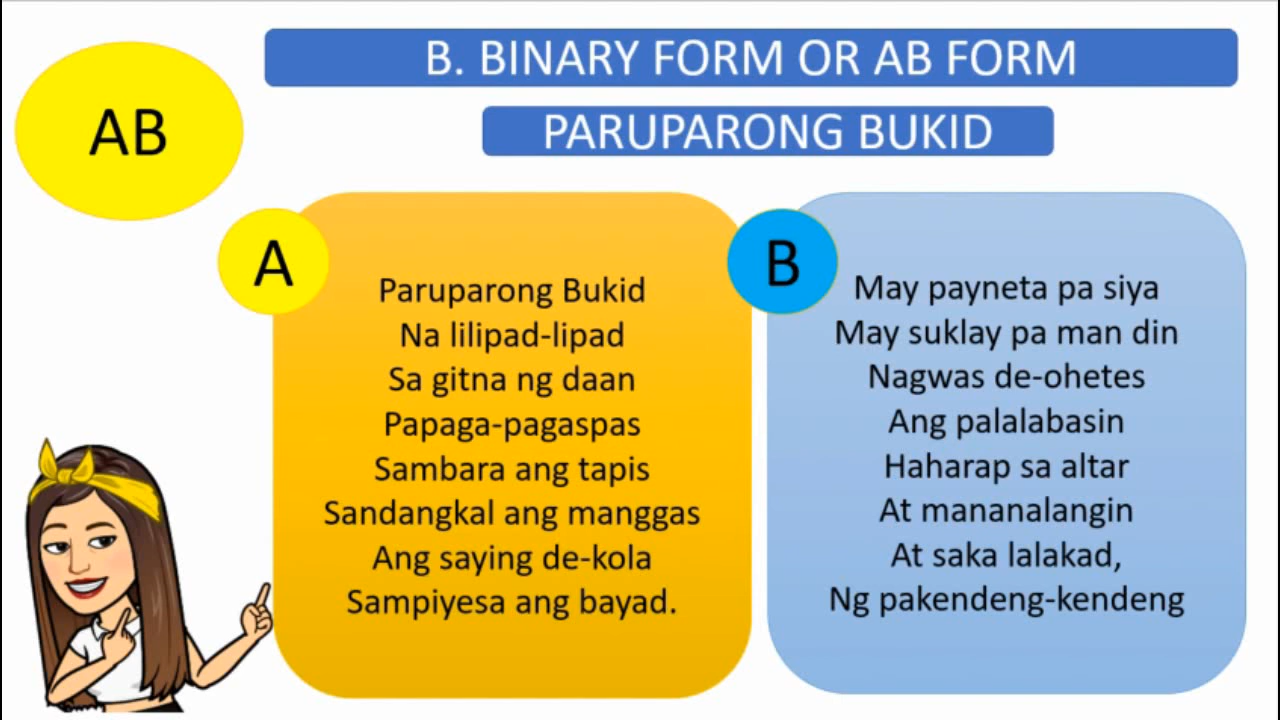 AB
B. BINARY FORM OR AB FORM
PARUPARONG BUKID
A
Paruparong Bukid
Na lilipad-lipad
Sa gitna ng daan
Papaga-pagaspas
Sambara ang tapis
Sandangkal ang manggas
Ang saying de-kola
Sampiyesa ang bayad.
B
May payneta pa siya
May suklay pa man din
Nagwas de-ohetes
Ang palalabasin
Haharap sa altar
At mananalangin
At saka lalakad,
Ng pakendeng-kendeng